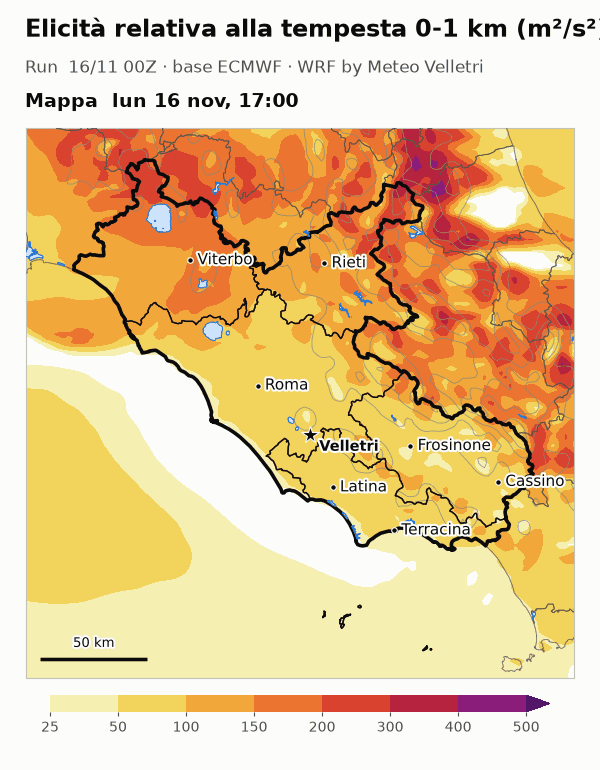 Elicità relativa alla tempesta 0-1 km (m²/s²)
Run  16/11 00Z · base ECMWF · WRF by Meteo Velletri
Mappa  lun 16 nov, 17:00
Viterbo
Rieti
Roma
Velletri
Frosinone
Latina
Cassino
Terracina
50 km
25 50 100 150 200 300 400 500